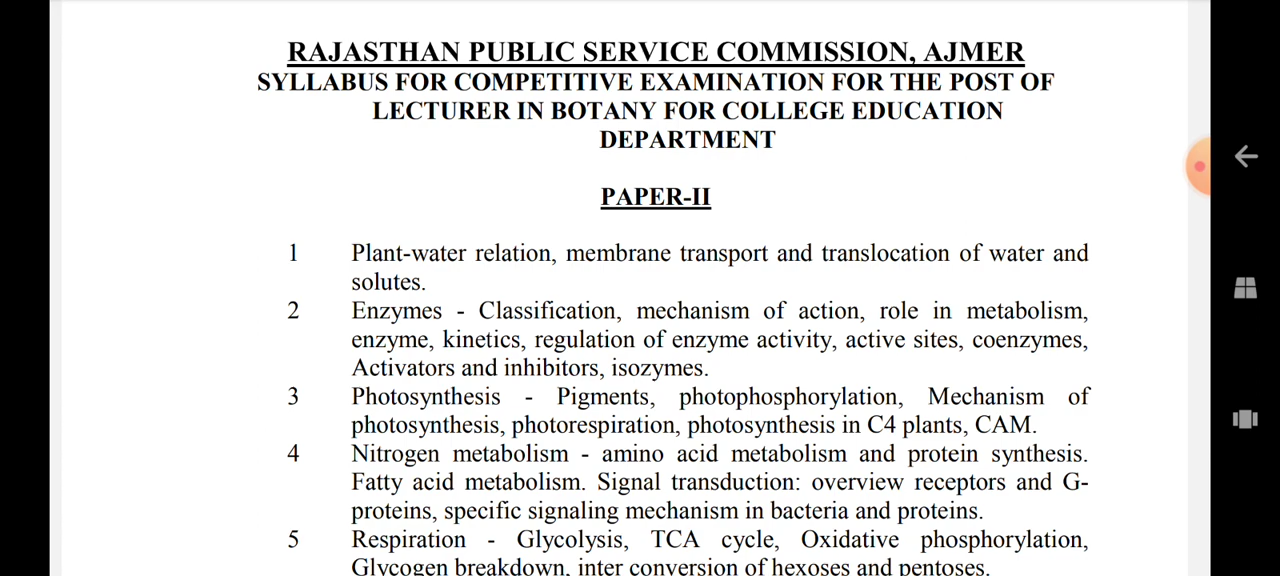 RAJASTHAN PUBLIC SERVICE COMMISSION, AJMER
SYLLABUS FOR COMPETITIVE EXAMINATION FOR THE POST OF
LECTURER IN BOTANY FOR COLLEGE EDUCATION
DEPARTMENT
PAPER-II
1 Plant-water relation, membrane transport and translocation of water and
solutes.
2 Enzymes - Classification, mechanism of action, role in metabolism,
enzyme, kinetics, regulation of enzyme activity, active sites, coenzymes,
Activators and inhibitors, isozymes.
3 Photosynthesis - Pigments, photophosphorylation, Mechanism of
photosynthesis, photorespiration, photosynthesis in C4 plants, CAM.
4 Nitrogen metabolism - amino acid metabolism and protein synthesis.
Fatty acid metabolism. Signal transduction: overview receptors and G-
proteins, specific signaling mechanism in bacteria and proteins.
5 Respiration - Glycolysis, TCA cycle, Oxidative phosphorylation,
Glycogen breakdown, inter conversion of hexoses and pentoses.